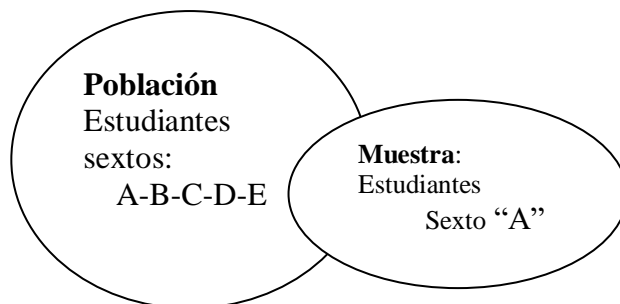 Población
Estudiantes
sextos:
A-B-C-D-E
Muestra:
Estudiantes
Sexto “A”